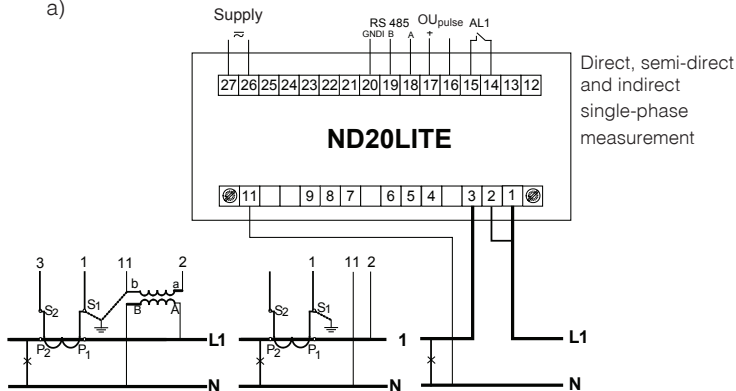 a)
Supply
RS 485 OUpulse AL1
GNDI B A +
27 26 25 24 23 22 21 20 19 18 17 16 15 14 13 12
Direct, semi-direct
and indirect
single-phase
measurement
ND20LITE
11 9 8 7 6 5 4 3 2 1
3 1 11 2 1 11 2
b a
S2 S1 B A S2 S1
L1 1 L1
P2 P1 P2 P1
N N N